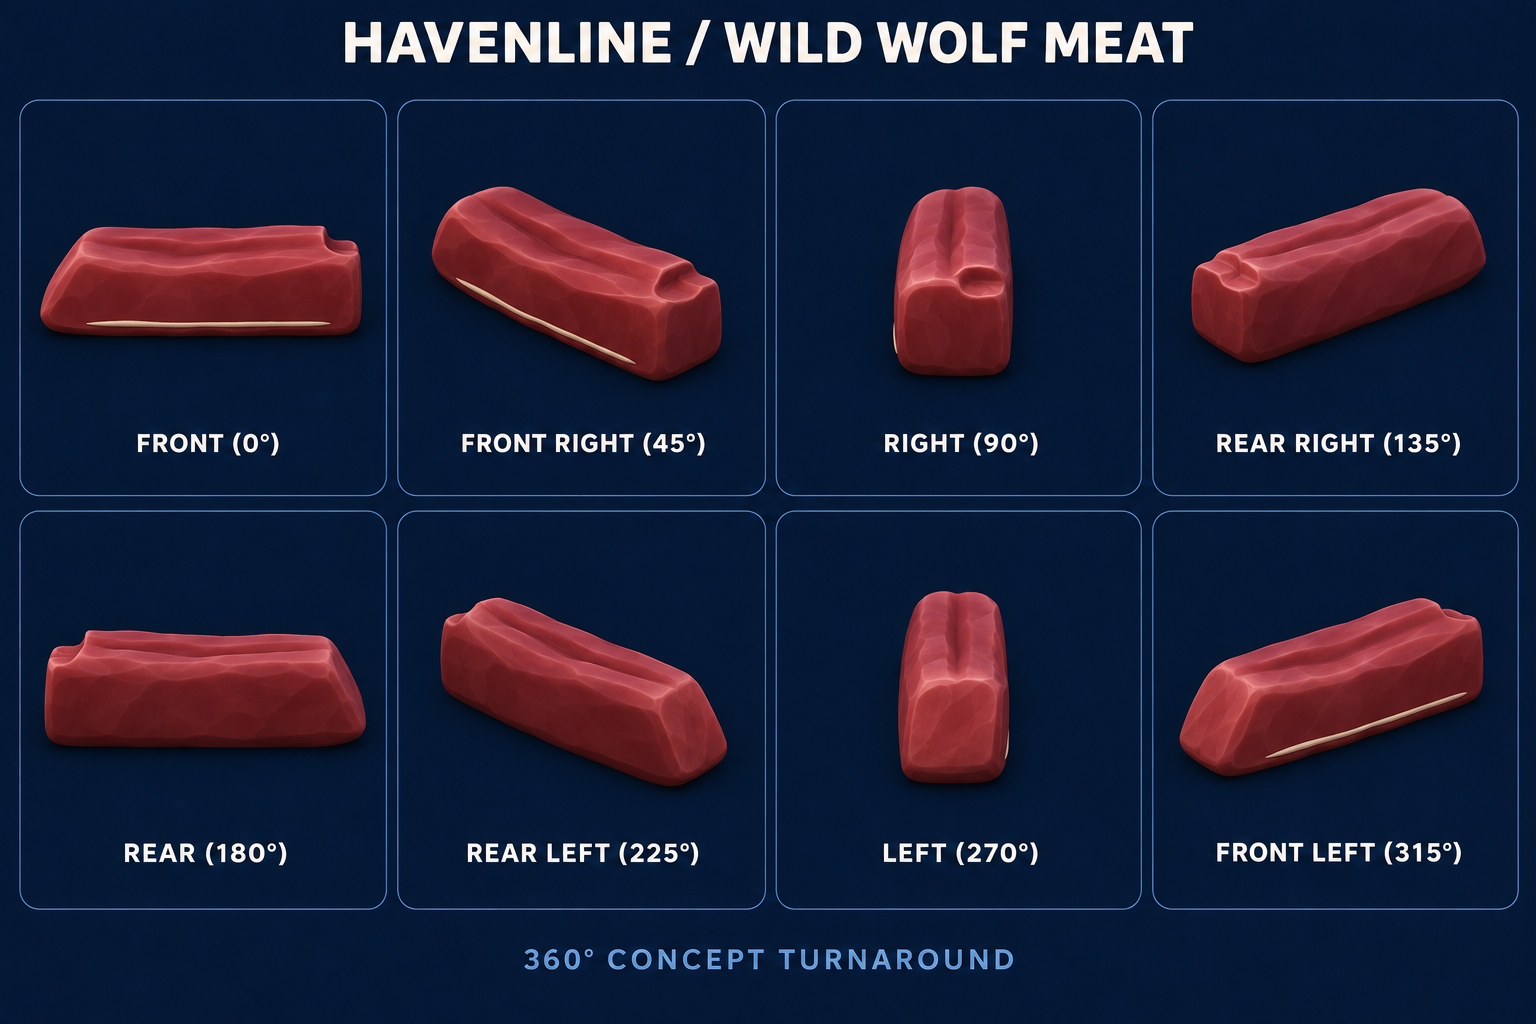 HAVENLINE / WILD WOLF MEAT
FRONT (0°)
FRONT RIGHT (45°)
RIGHT (90°)
REAR RIGHT (135°)
REAR (180°)
REAR LEFT (225°)
LEFT (270°)
FRONT LEFT (315°)
360° CONCEPT TURNAROUND